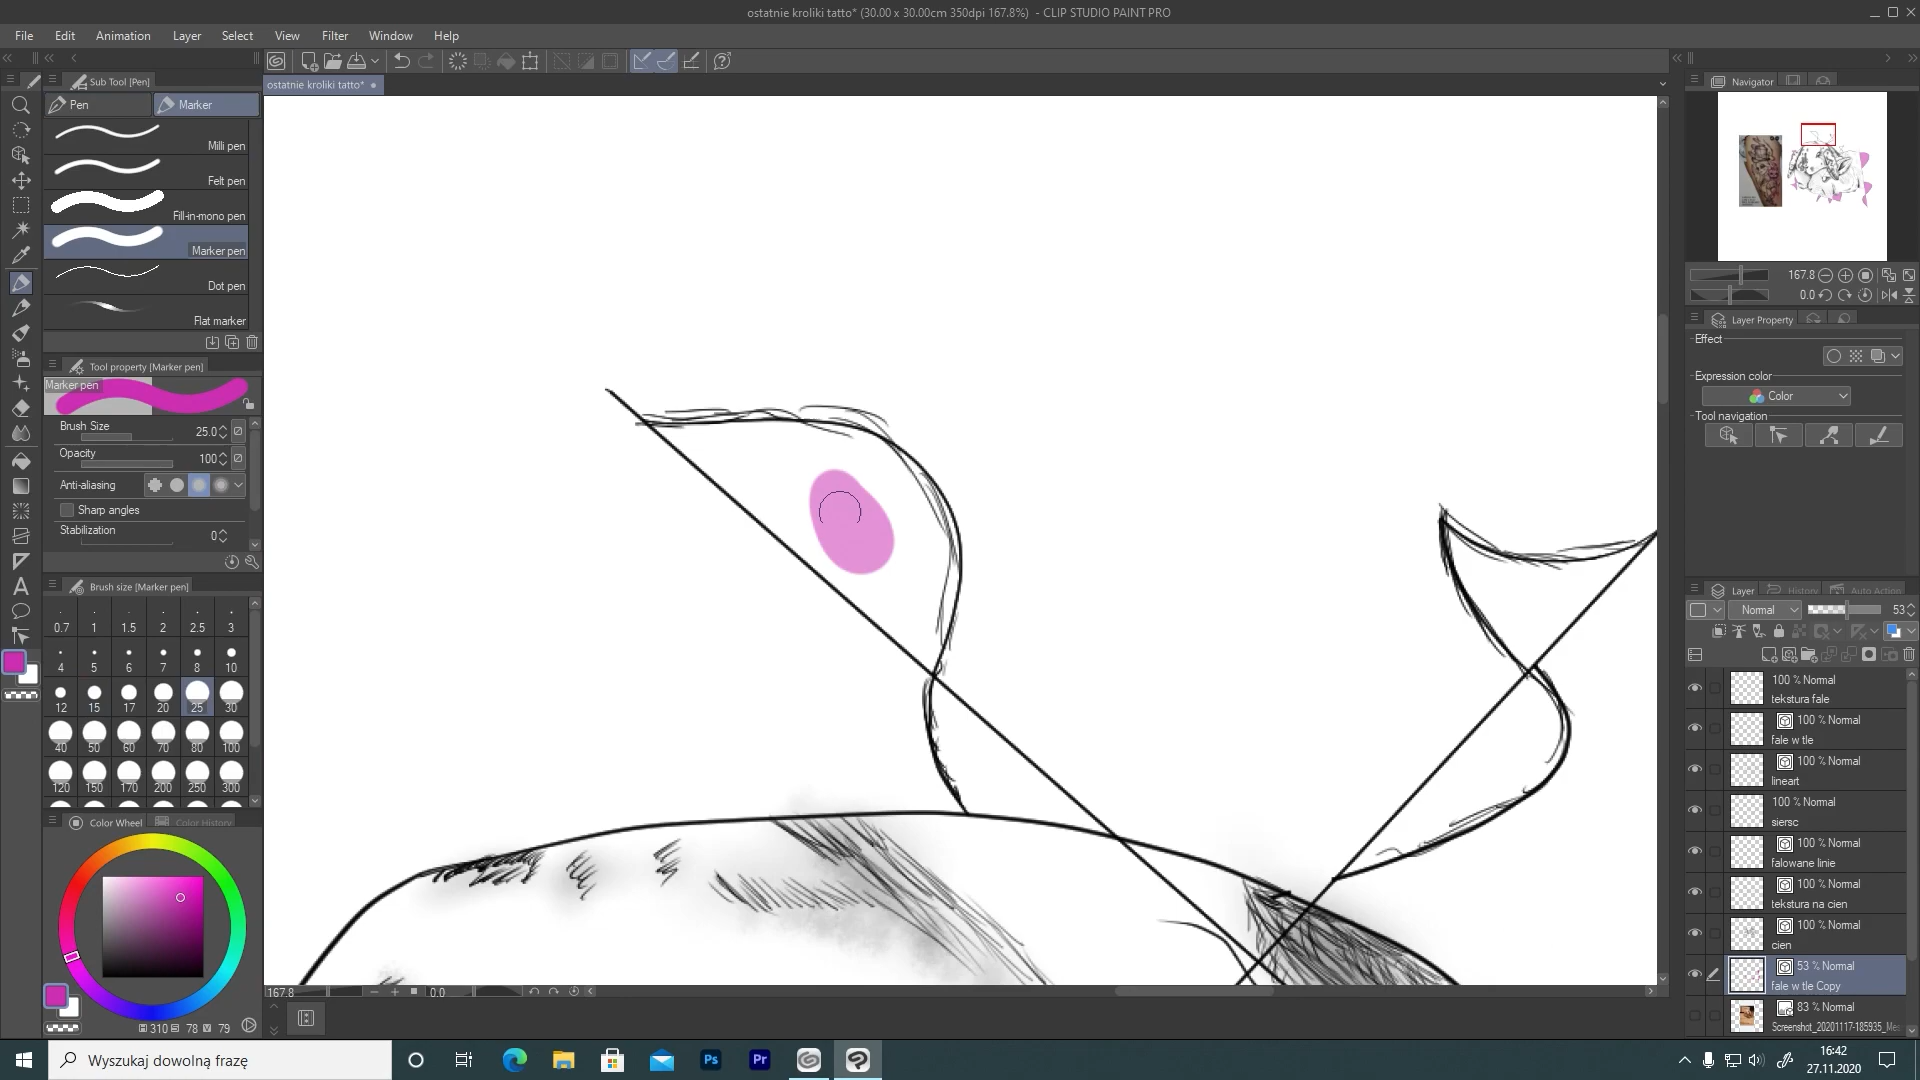 ostatnie kroliki tatto* (30.00 x 30.00cm 350dpi 167.8%) - CLIP STUDIO PAINT PRO
File Edit Animation Layer Select View Filter Window Help
Sub Tool [Pen]
Pen Marker
Milli pen
Felt pen
Fill-in-mono pen
Marker pen
Dot pen
Flat marker
Tool property [Marker pen]
Marker pen
Brush Size 25.0
Opacity 100
Anti-aliasing
Sharp angles
Stabilization 0
Brush size [Marker pen]
0.7 1 1.5 2 2.5 3
4 5 6 7 8 10
12 15 17 20 25 30
40 50 60 70 80 100
120 150 170 200 250 300
Color Wheel Color History
H 310 S 78 V 79
ostatnie kroliki tatto*
167.8 0.0
Navigator
167.8
0.0
Layer Property
Effect
Expression color
Color
Tool navigation
Layer History Auto Action
Normal 53
100 % Normal
tekstura fale
100 % Normal
fale w tle
100 % Normal
lineart
100 % Normal
siersc
100 % Normal
falowane linie
100 % Normal
tekstura na cien
100 % Normal
cien
53 % Normal
fale w tle Copy
83 % Normal
Screenshot_20201117-185935_Mes
Wyszukaj dowolną frazę
Ps Pr
16:42
27.11.2020